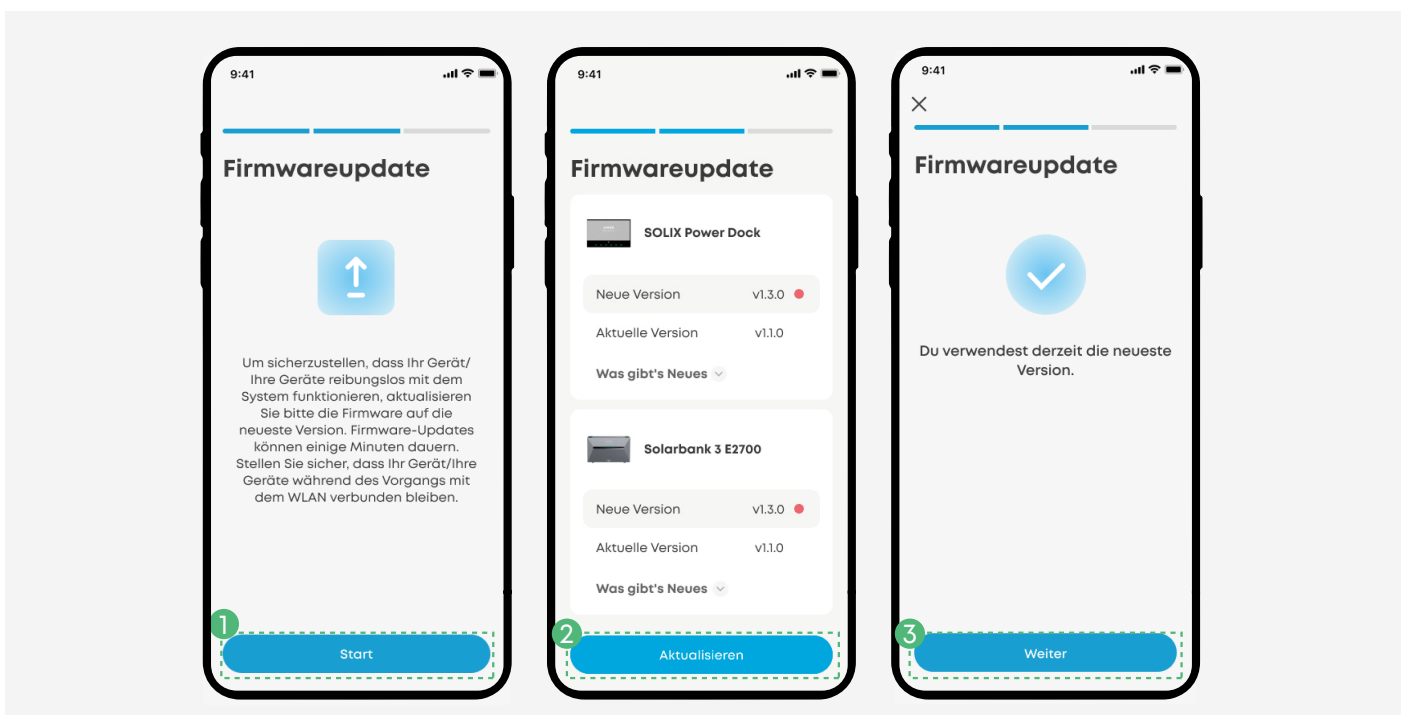 9:41
Firmwareupdate
Um sicherzustellen, dass Ihr Gerät/
Ihre Geräte reibungslos mit dem
System funktionieren, aktualisieren
Sie bitte die Firmware auf die
neueste Version. Firmware-Updates
können einige Minuten dauern.
Stellen Sie sicher, dass Ihr Gerät/Ihre
Geräte während des Vorgangs mit
dem WLAN verbunden bleiben.
1
Start
9:41
Firmwareupdate
SOLIX Power Dock
Neue Version v1.3.0
Aktuelle Version v1.1.0
Was gibt's Neues
Solarbank 3 E2700
Neue Version v1.3.0
Aktuelle Version v1.1.0
Was gibt's Neues
2
Aktualisieren
9:41
Firmwareupdate
Du verwendest derzeit die neueste
Version.
3
Weiter